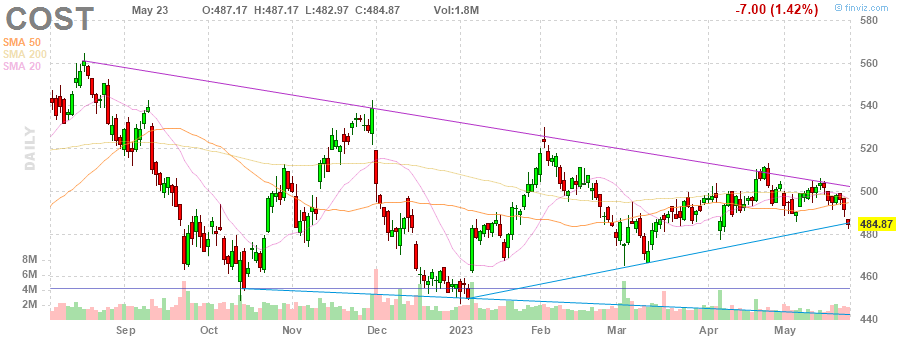 COST
May 23 O:487.17 H:487.17 L:482.97 C:484.87 Vol:1.8M -7.00 (1.42%)
© finviz.com
SMA 50
SMA 200
SMA 20
DAILY
580
560
540
520
500
484.87
480
460
440
8M
6M
4M
2M
Sep Oct Nov Dec 2023 Feb Mar Apr May